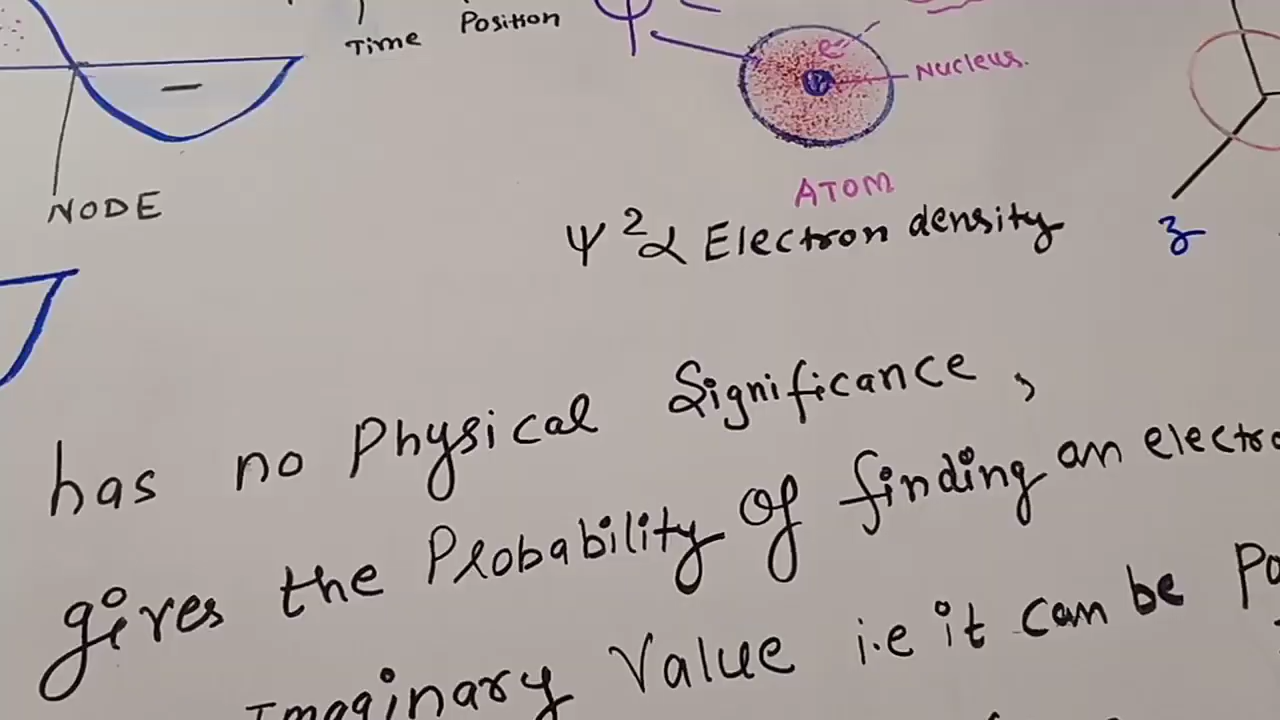 Time Position
e⁻
Nucleus.
−
NODE
ATOM
Ψ² α Electron density
z
has no Physical Significance,
gives the Probability of finding an electro
Imaginary Value i.e it can be Po